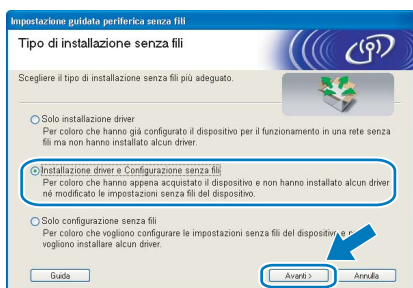 Impostazione guidata periferica senza fili
Tipo di installazione senza fili
Scegliere il tipo di installazione senza fili più adeguato.
Solo installazione driver
Per coloro che hanno già configurato il dispositivo per il funzionamento in una rete senza
fili ma non hanno installato alcun driver.
Installazione driver e Configurazione senza fili
Per coloro che hanno appena acquistato il dispositivo e non hanno installato alcun driver
né modificato le impostazioni senza fili del dispositivo.
Solo configurazione senza fili
Per coloro che vogliono configurare le impostazioni senza fili del dispositivo e
vogliono installare alcun driver.
Guida
Avanti >
Annulla